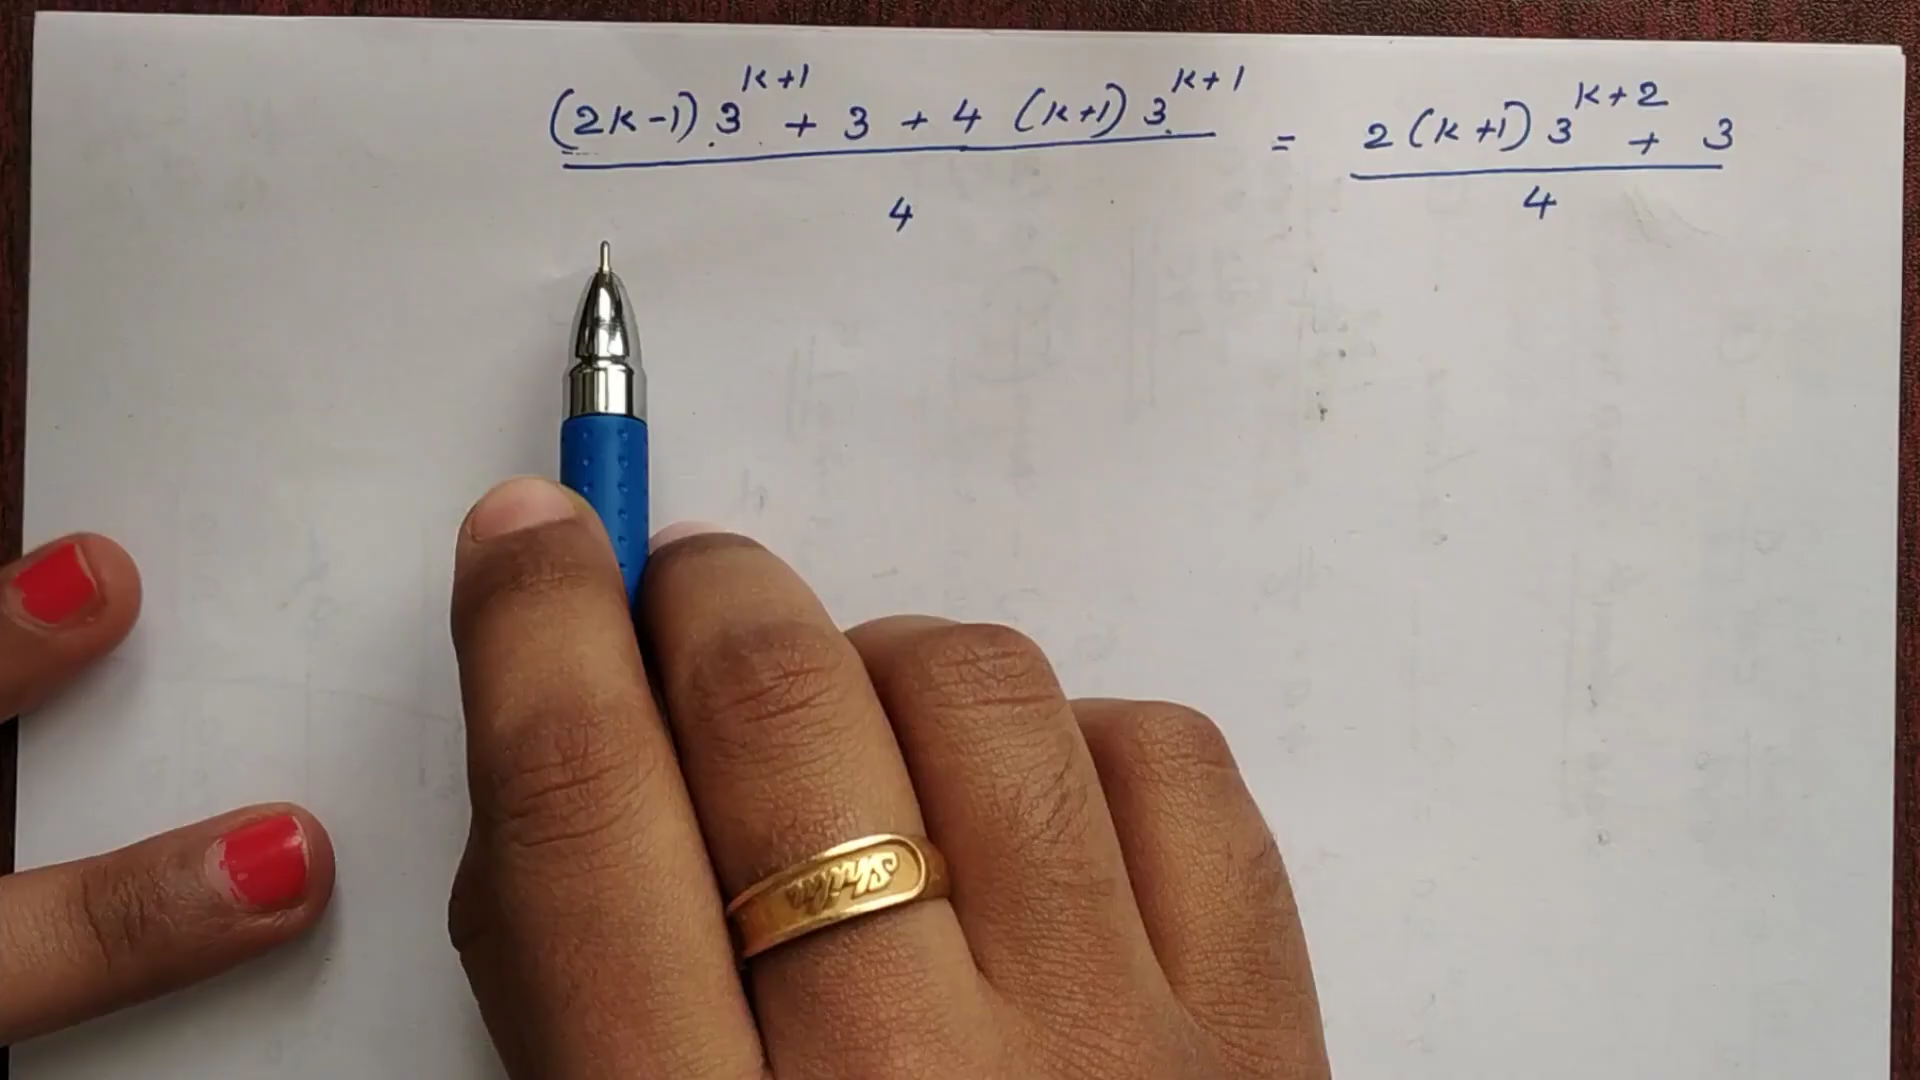 (2k-1) 3^{k+1} + 3 + 4 (k+1) 3^{k+1} / 4 = 2(k+1) 3^{k+2} + 3 / 4